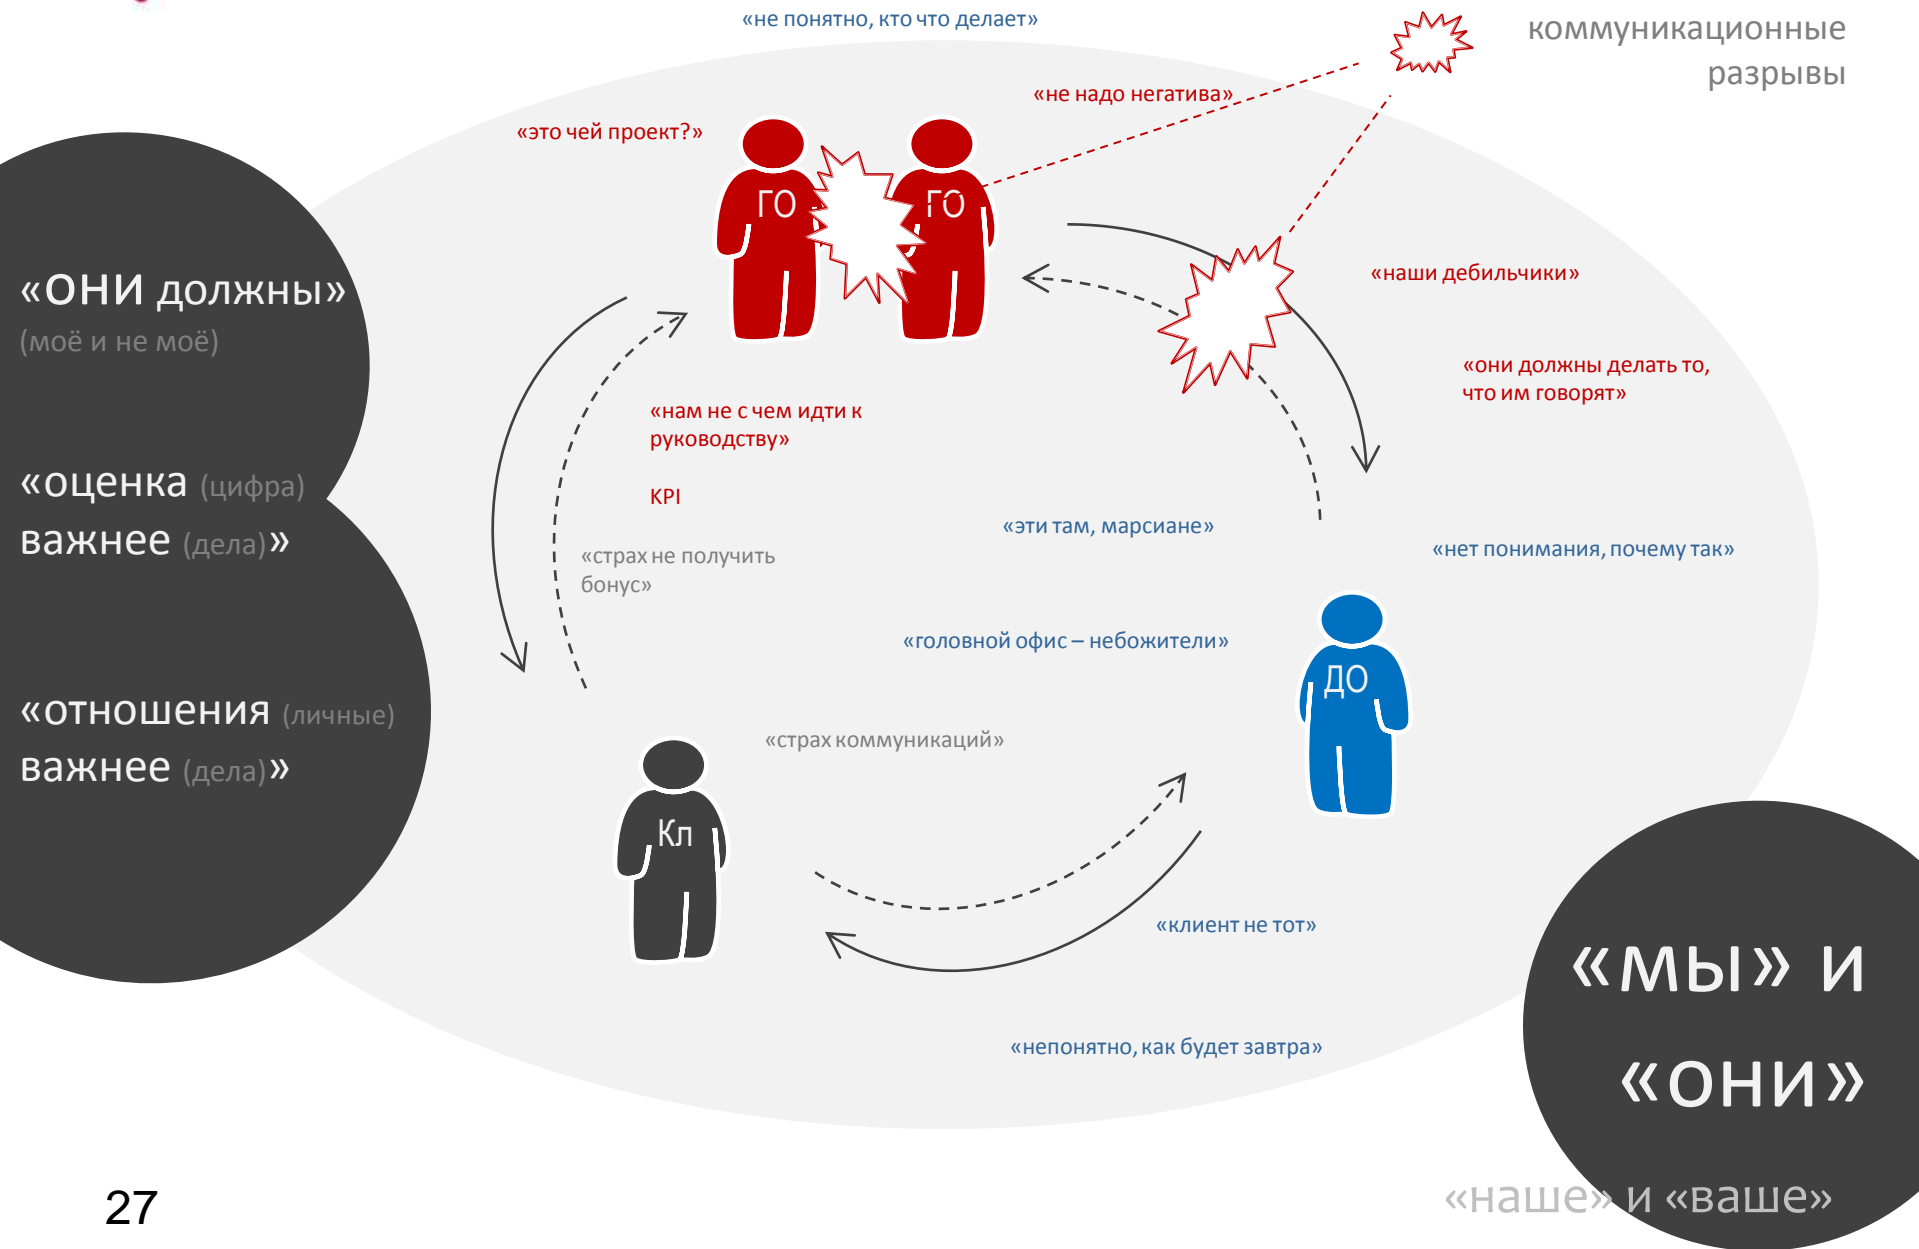 «не понятно, кто что делает»
коммуникационные
разрывы
«не надо негатива»
«это чей проект?»
ГО
ГО
«ОНИ должны»
(моё и не моё)
«наши дебильчики»
«они должны делать то,
что им говорят»
«нам не с чем идти к
руководству»
KPI
«оценка (цифра)
важнее (дела)»
«эти там, марсиане»
«нет понимания, почему так»
«страх не получить
бонус»
«головной офис – небожители»
ДО
«отношения (личные)
важнее (дела)»
«страх коммуникаций»
Кл
«клиент не тот»
«мы» и
«они»
«непонятно, как будет завтра»
«наше» и «ваше»
27